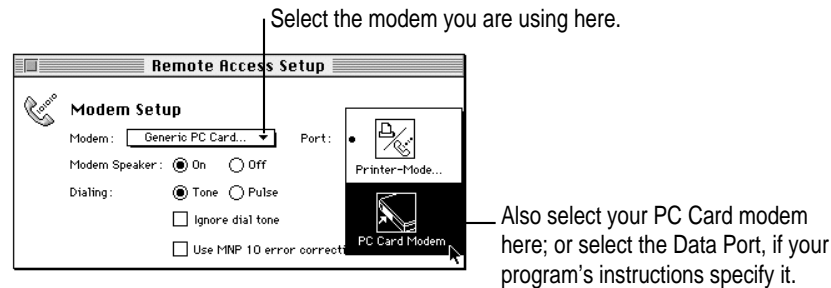 Select the modem you are using here.
Remote Access Setup
Modem Setup
Modem: Generic PC Card... Port:
Printer-Mode...
Modem Speaker: On Off
Dialing: Tone Pulse
Ignore dial tone
PC Card Modem
Use MNP 10 error correcti
Also select your PC Card modem
here; or select the Data Port, if your
program's instructions specify it.